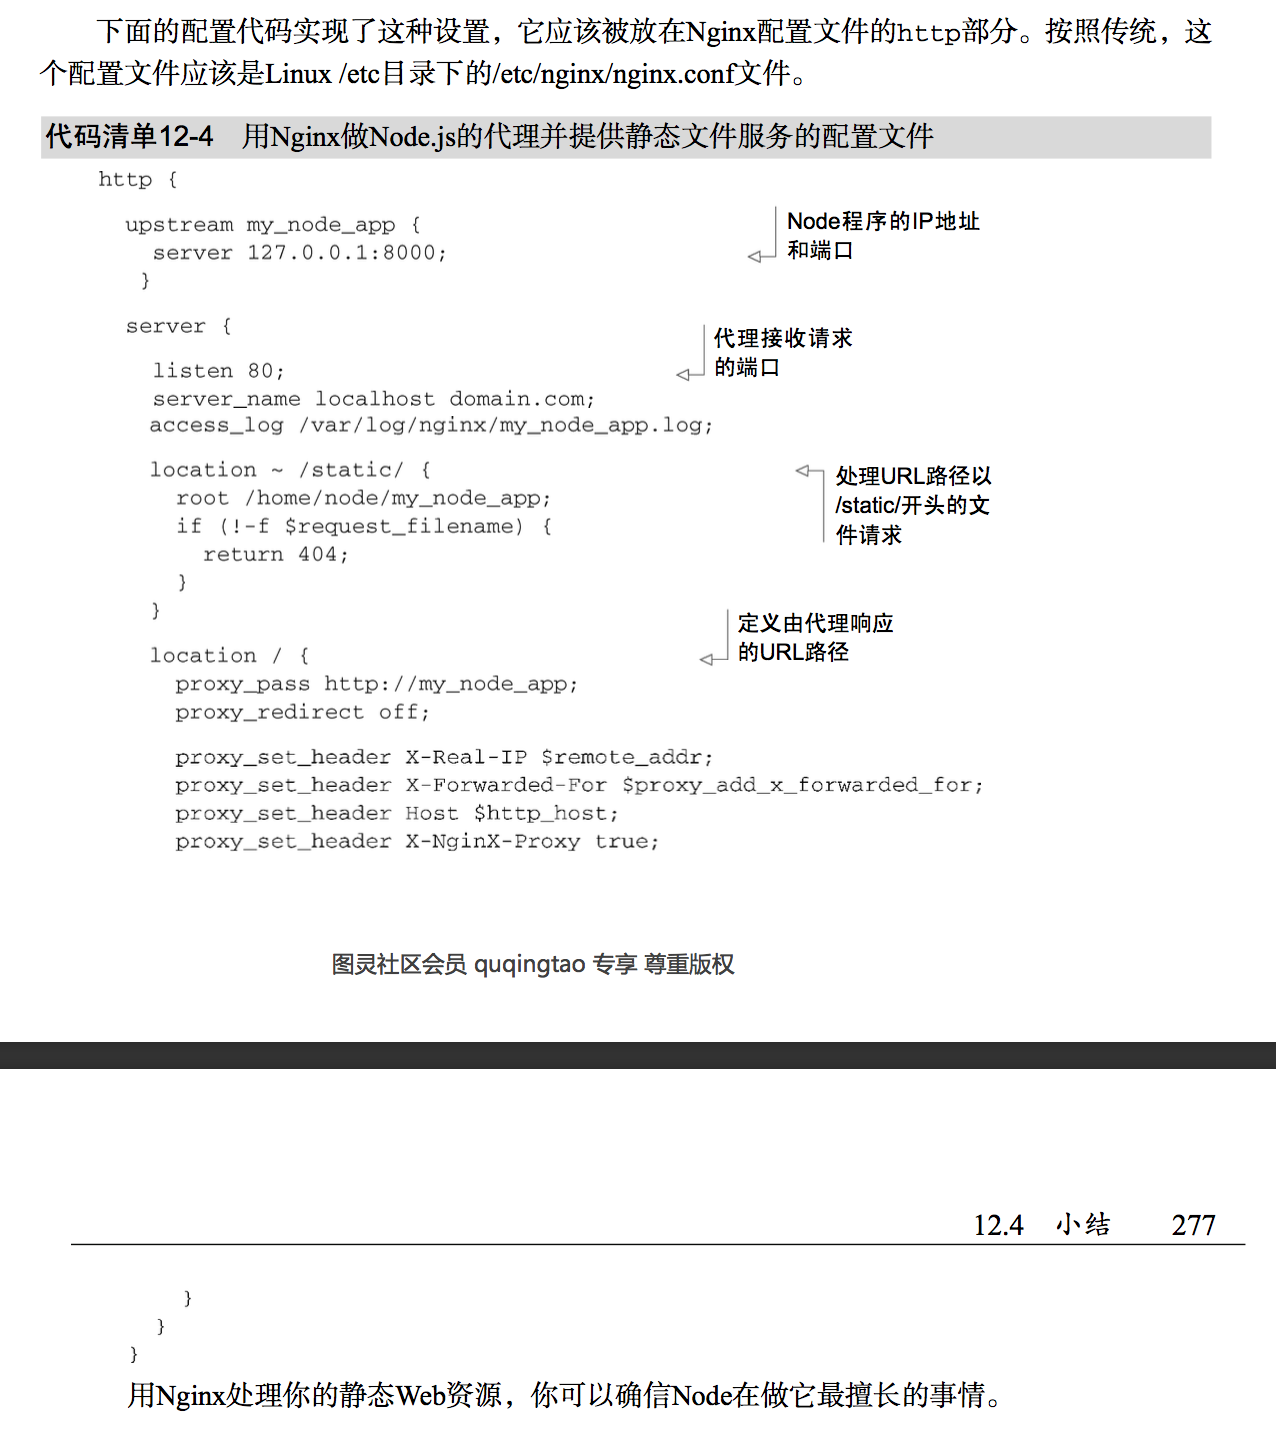 下面的配置代码实现了这种设置，它应该被放在Nginx配置文件的http部分。按照传统，这
个配置文件应该是Linux /etc目录下的/etc/nginx/nginx.conf文件。
代码清单12-4 用Nginx做Node.js的代理并提供静态文件服务的配置文件
http {
upstream my_node_app {
server 127.0.0.1:8000;
}
Node程序的IP地址
和端口
server {
listen 80;
代理接收请求
的端口
server_name localhost domain.com;
access_log /var/log/nginx/my_node_app.log;
location ~ /static/ {
root /home/node/my_node_app;
if (!-f $request_filename) {
return 404;
}
}
处理URL路径以
/static/开头的文
件请求
location / {
定义由代理响应
的URL路径
proxy_pass http://my_node_app;
proxy_redirect off;
proxy_set_header X-Real-IP $remote_addr;
proxy_set_header X-Forwarded-For $proxy_add_x_forwarded_for;
proxy_set_header Host $http_host;
proxy_set_header X-NginX-Proxy true;
图灵社区会员 quqingtao 专享 尊重版权
12.4 小结 277
}
}
}
用Nginx处理你的静态Web资源，你可以确信Node在做它最擅长的事情。